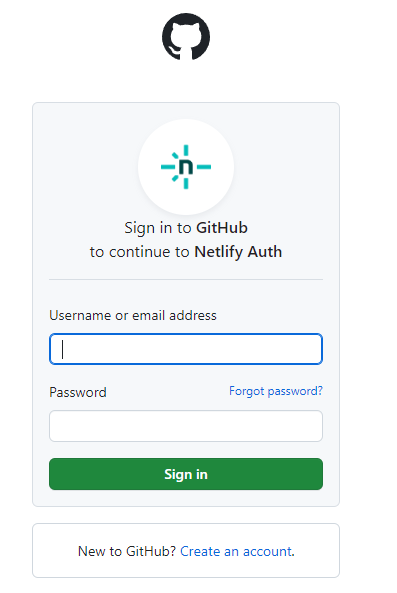 n
Sign in to GitHub
to continue to Netlify Auth
Username or email address
Password Forgot password?
Sign in
New to GitHub? Create an account.